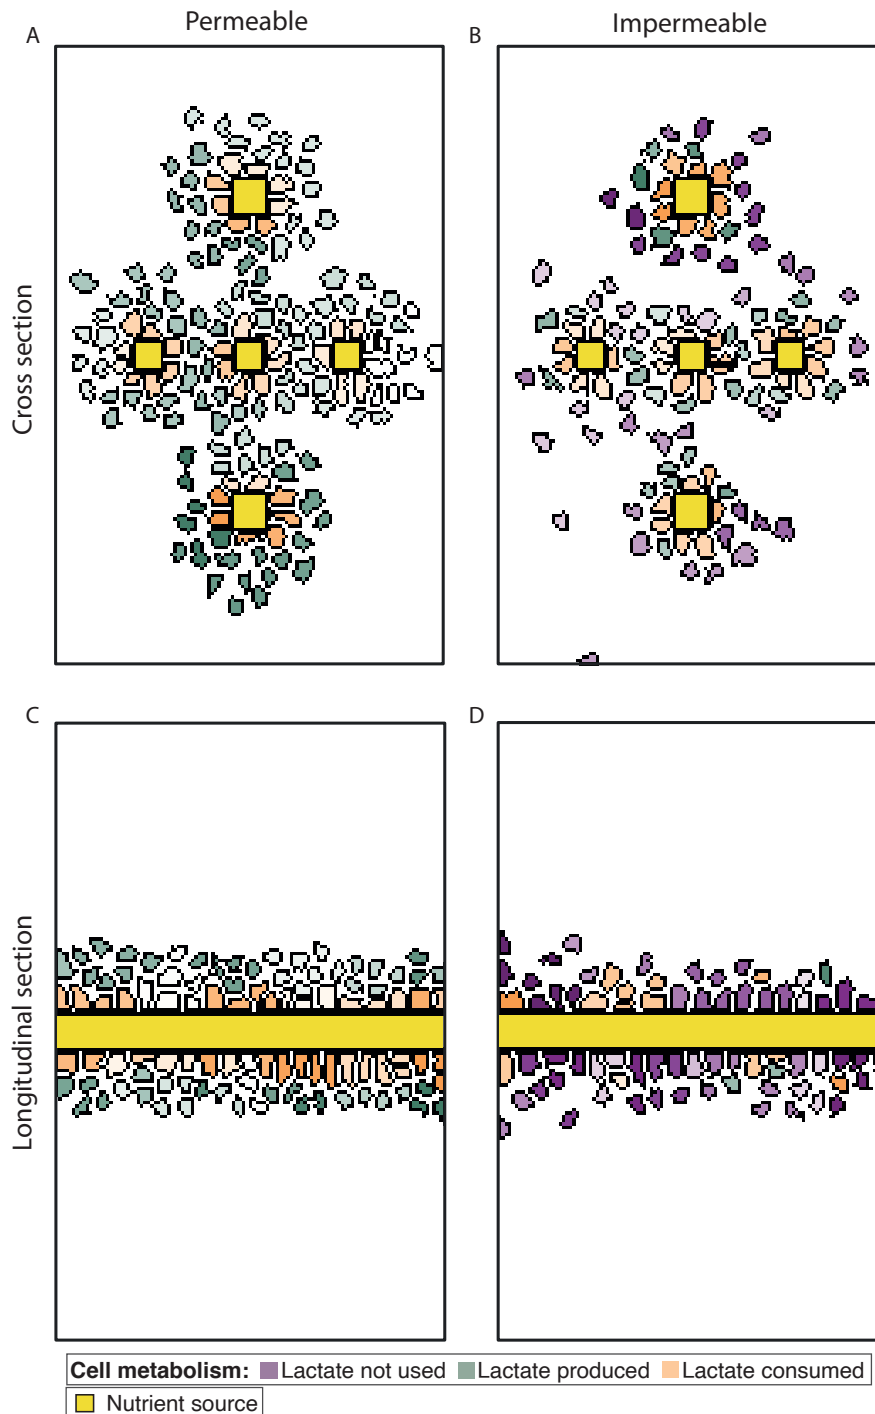 Permeable
Impermeable
A
B
Cross section
C
D
Longitudinal section
Cell metabolism: Lactate not used Lactate produced Lactate consumed
Nutrient source